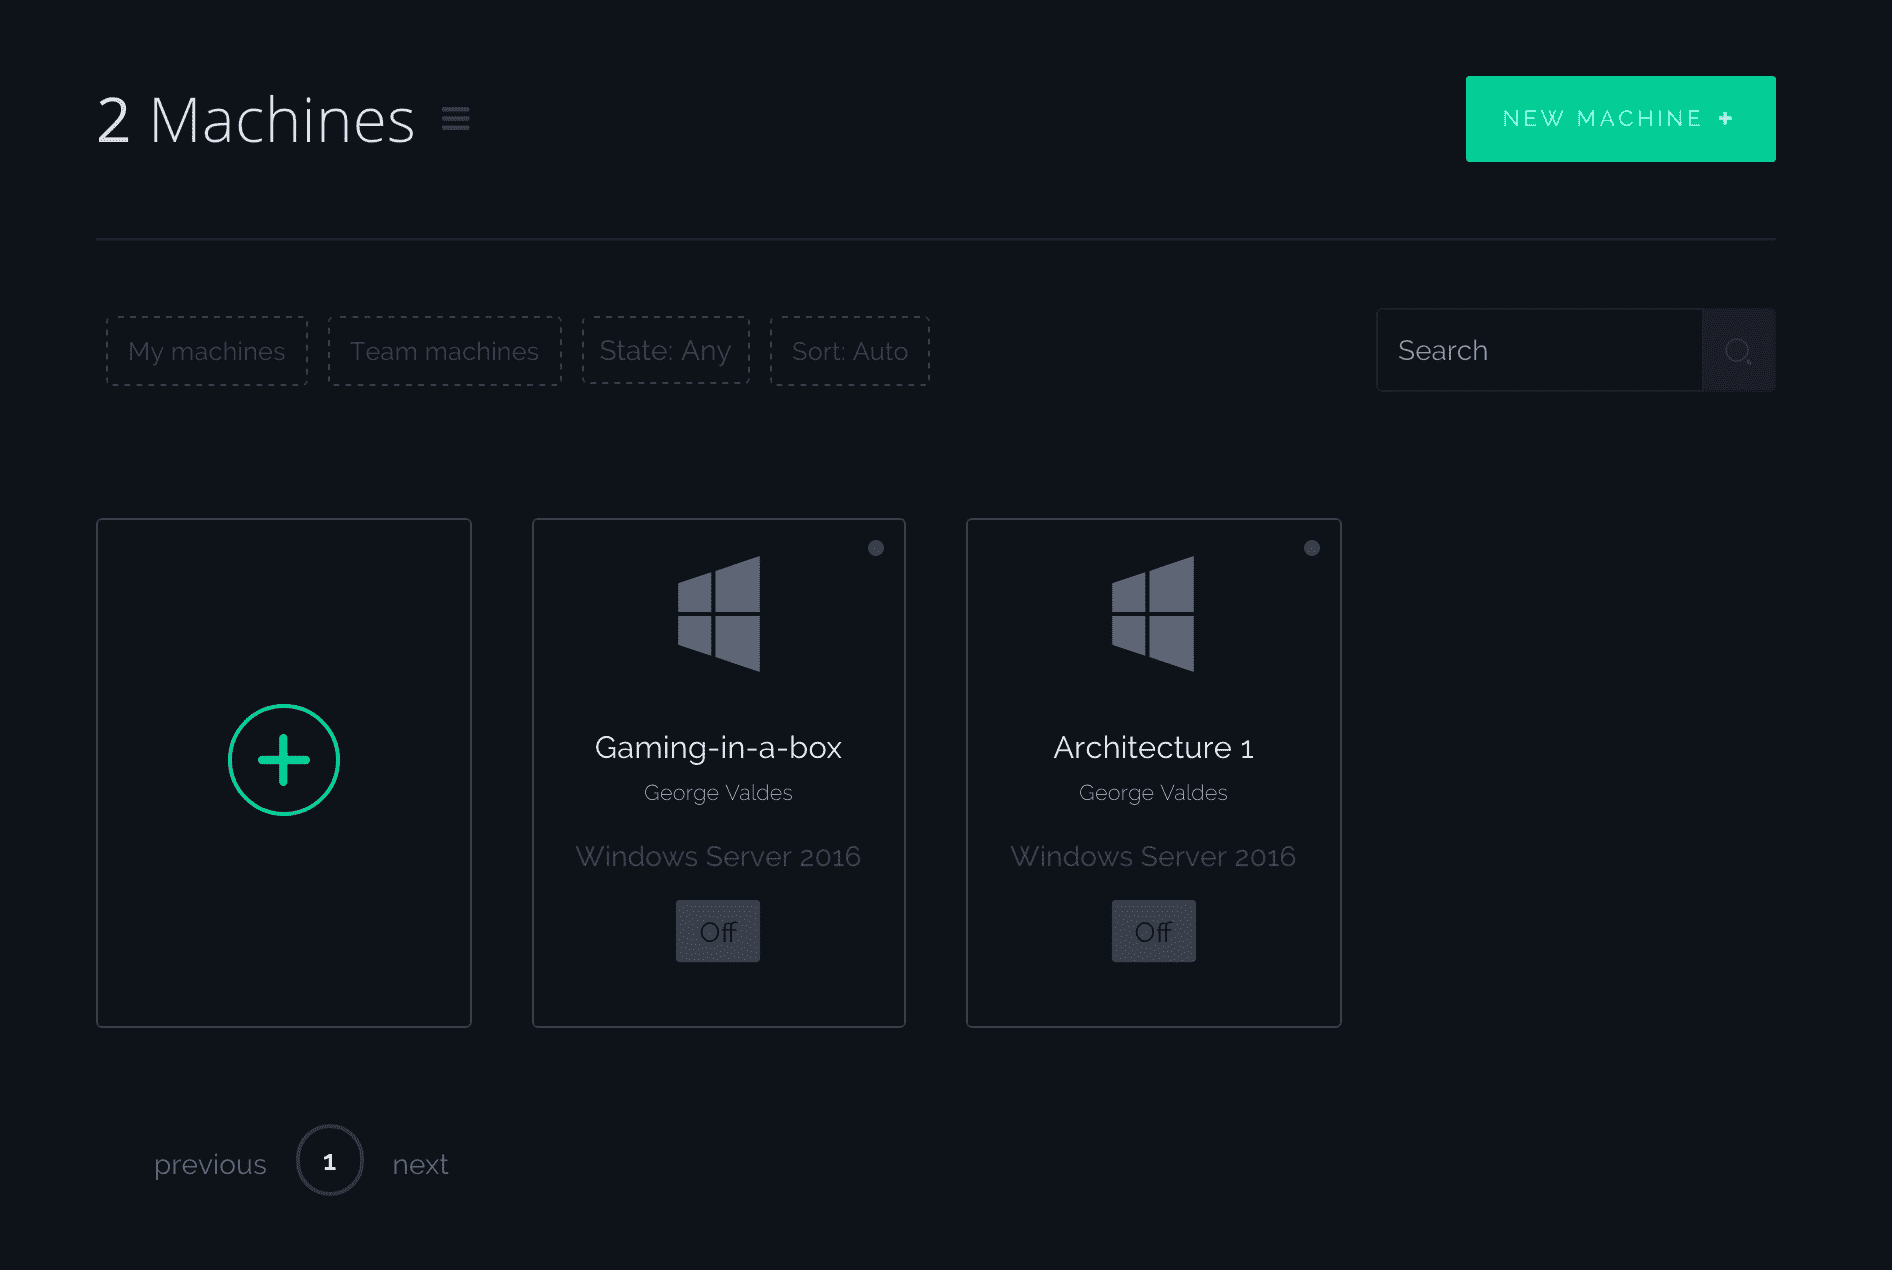 2 Machines
NEW MACHINE +
My machines
Team machines
State: Any
Sort: Auto
Search
Gaming-in-a-box
George Valdes
Windows Server 2016
Off
Architecture 1
George Valdes
Windows Server 2016
Off
previous 1 next